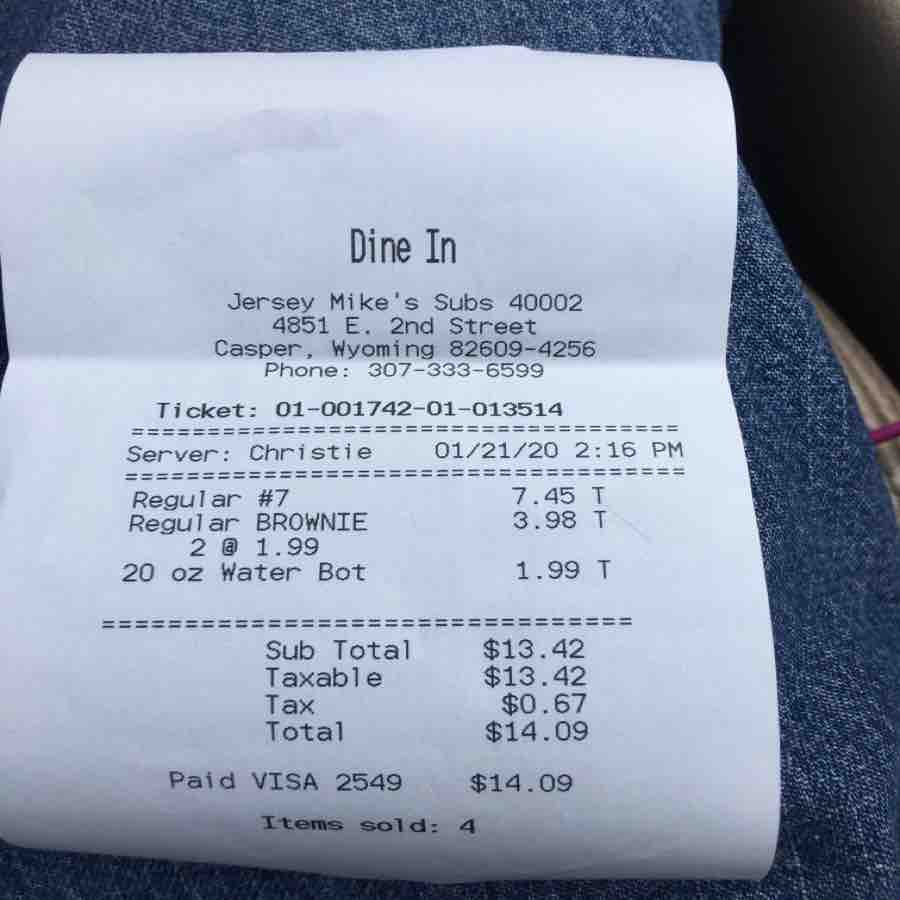 Dine In
Jersey Mike's Subs 40002
4851 E. 2nd Street
Casper, Wyoming 82609-4256
Phone: 307-333-6599
Ticket: 01-001742-01-013514
=================================
Server: Christie 01/21/20 2:16 PM
=================================
Regular #7 7.45 T
Regular BROWNIE 3.98 T
2 @ 1.99
20 oz Water Bot 1.99 T
=================================
Sub Total $13.42
Taxable $13.42
Tax $0.67
Total $14.09
Paid VISA 2549 $14.09
Items sold: 4